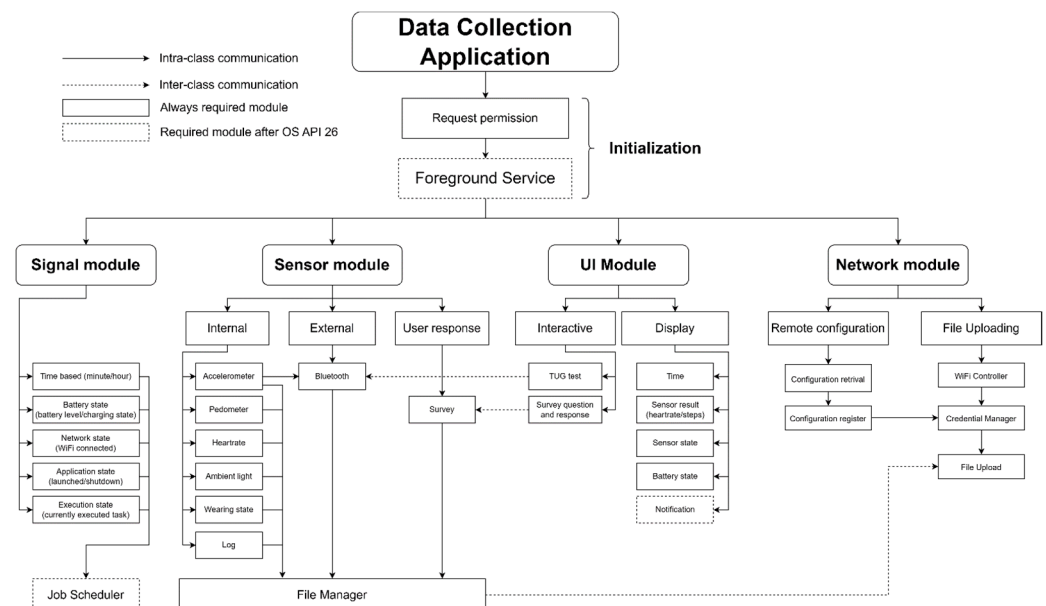 Data Collection
Application
Intra-class communication
Inter-class communication
Always required module
Required module after OS API 26
Request permission
Initialization
Foreground Service
Signal module
Sensor module
UI Module
Network module
Internal
External
User response
Interactive
Display
Remote configuration
File Uploading
Time based (minute/hour)
Battery state
(battery level/charging state)
Network state
(WiFi connected)
Application state
(launched/shutdown)
Execution state
(currently executed task)
Job Scheduler
Accelerometer
Pedometer
Heartrate
Ambient light
Wearing state
Log
Bluetooth
Survey
File Manager
TUG test
Survey question
and response
Time
Sensor result
(heartrate/steps)
Sensor state
Battery state
Notification
Configuration retrival
Configuration register
WiFi Controller
Credential Manager
File Upload